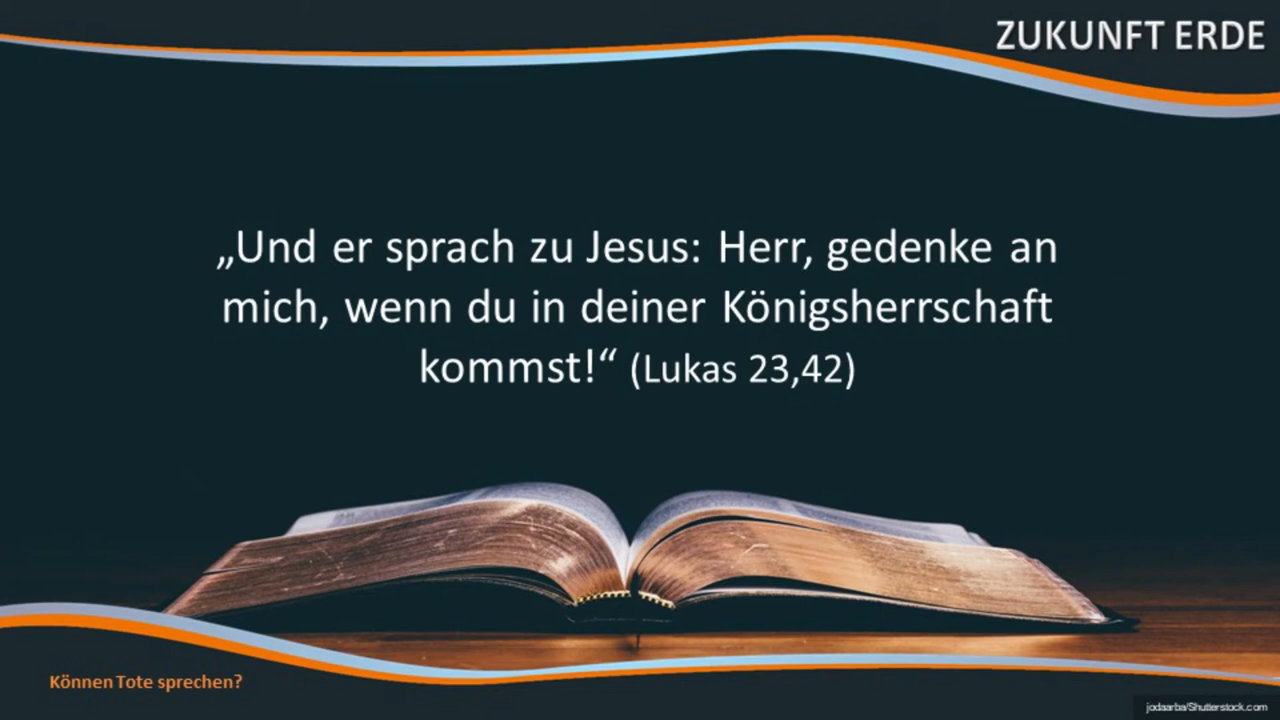 ZUKUNFT ERDE
„Und er sprach zu Jesus: Herr, gedenke an
mich, wenn du in deiner Königsherrschaft
kommst!“ (Lukas 23,42)
Können Tote sprechen?
jodaarba/Shutterstock.com